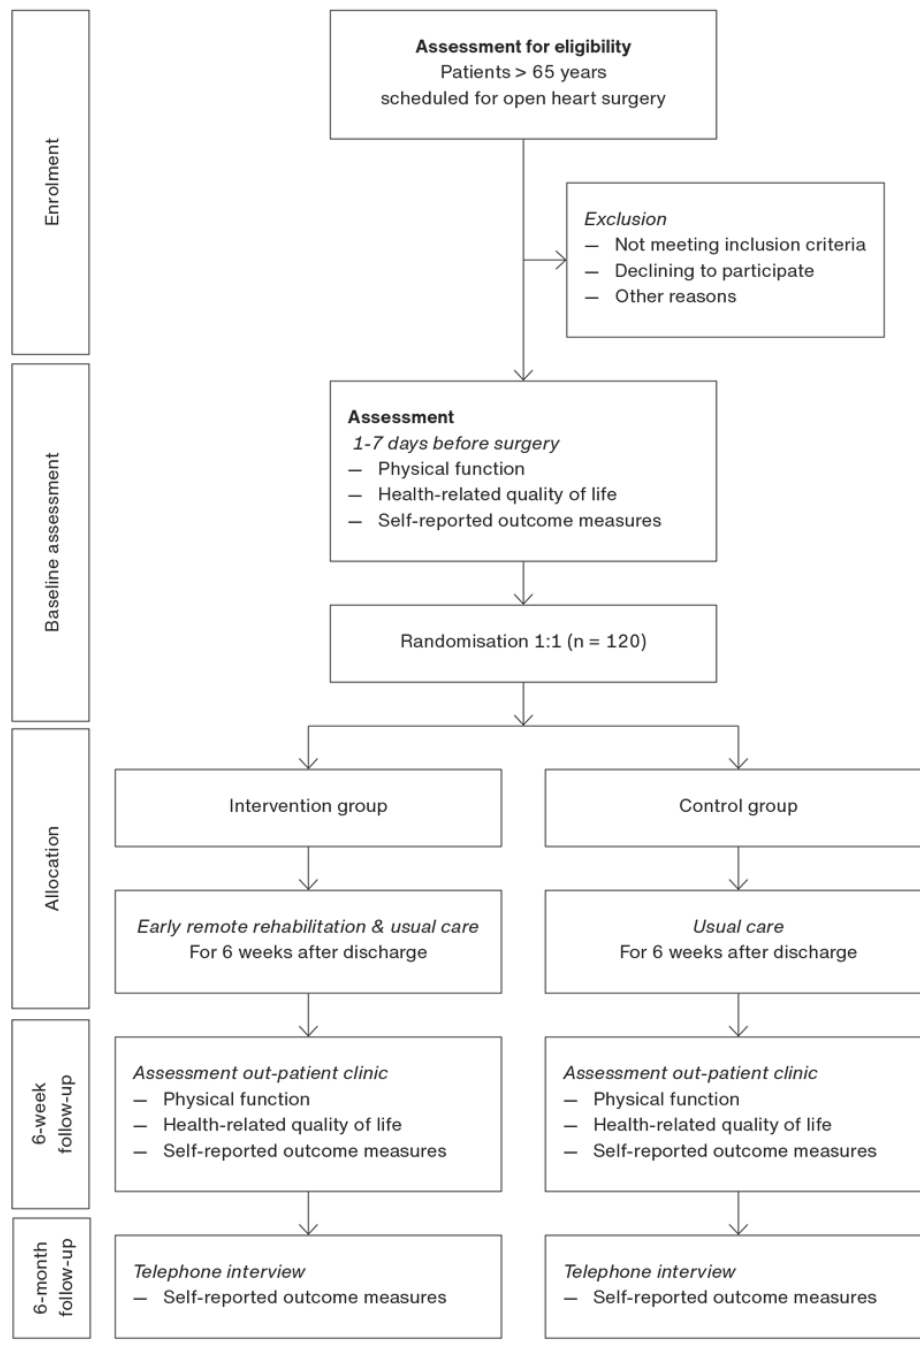 Enrolment
Assessment for eligibility
Patients > 65 years
scheduled for open heart surgery
Exclusion
— Not meeting inclusion criteria
— Declining to participate
— Other reasons
Baseline assessment
Assessment
1-7 days before surgery
— Physical function
— Health-related quality of life
— Self-reported outcome measures
Randomisation 1:1 (n = 120)
Allocation
Intervention group
Control group
Early remote rehabilitation & usual care
For 6 weeks after discharge
Usual care
For 6 weeks after discharge
6-week
follow-up
Assessment out-patient clinic
— Physical function
— Health-related quality of life
— Self-reported outcome measures
Assessment out-patient clinic
— Physical function
— Health-related quality of life
— Self-reported outcome measures
6-month
follow-up
Telephone interview
— Self-reported outcome measures
Telephone interview
— Self-reported outcome measures